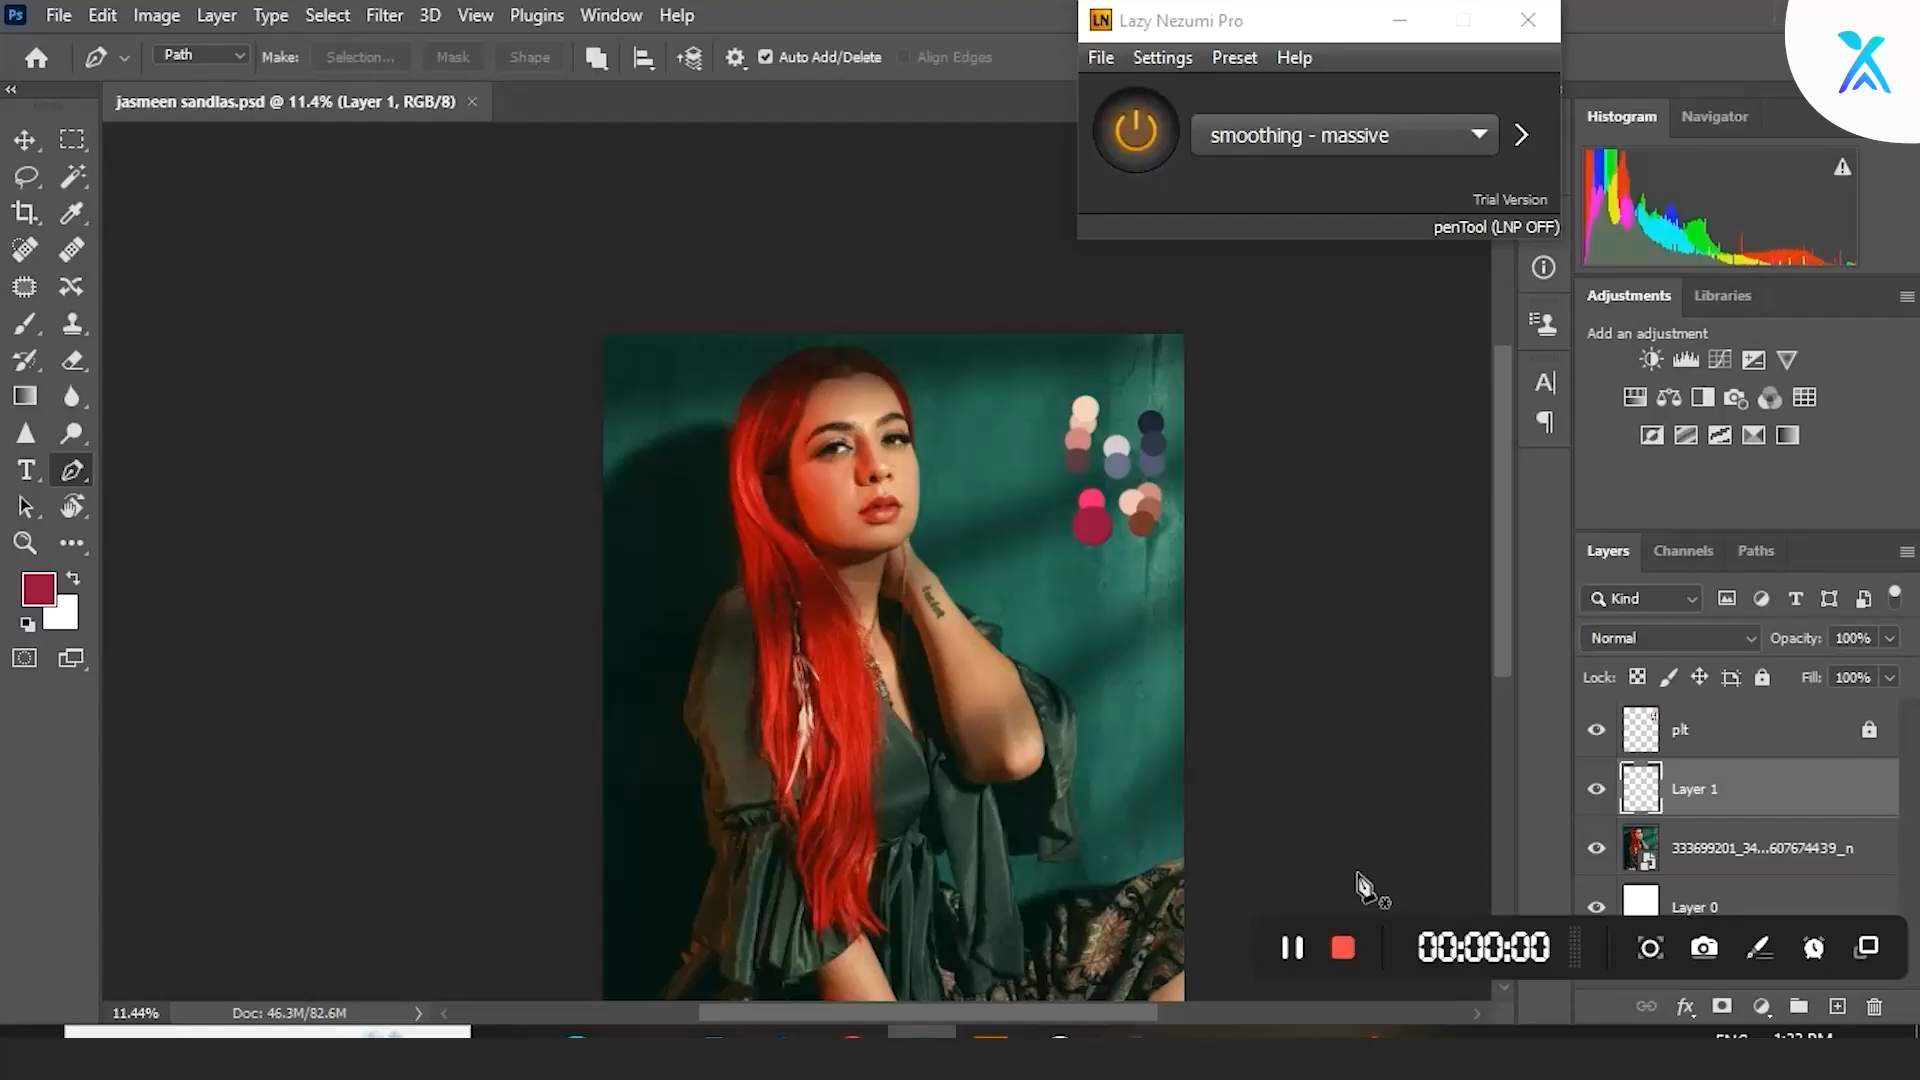 Ps File Edit Image Layer Type Select Filter 3D View Plugins Window Help
LN Lazy Nezumi Pro
File Settings Preset Help
Path Make: Selection... Mask Shape Auto Add/Delete Align Edges
jasmeen sandlas.psd @ 11.4% (Layer 1, RGB/8) ×
smoothing - massive
Trial Version
penTool (LNP OFF)
Histogram Navigator
Adjustments Libraries
Add an adjustment
Layers Channels Paths
Kind
Normal Opacity: 100%
Lock: Fill: 100%
plt
Layer 1
333699201_34...607674439_n
Layer 0
00:00:00
11.44% Doc: 46.3M/82.6M